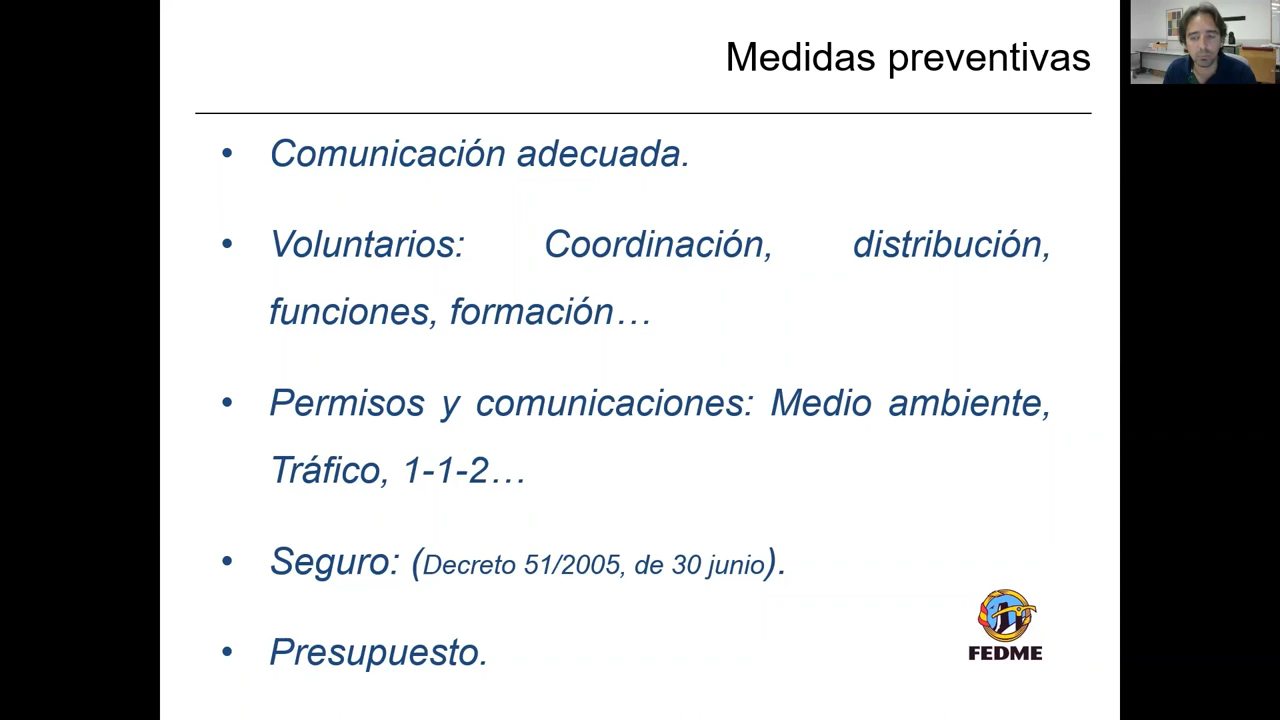 Medidas preventivas
• Comunicación adecuada.
• Voluntarios: Coordinación, distribución,
funciones, formación…
• Permisos y comunicaciones: Medio ambiente,
Tráfico, 1-1-2…
• Seguro: (Decreto 51/2005, de 30 junio).
• Presupuesto.
FEDME